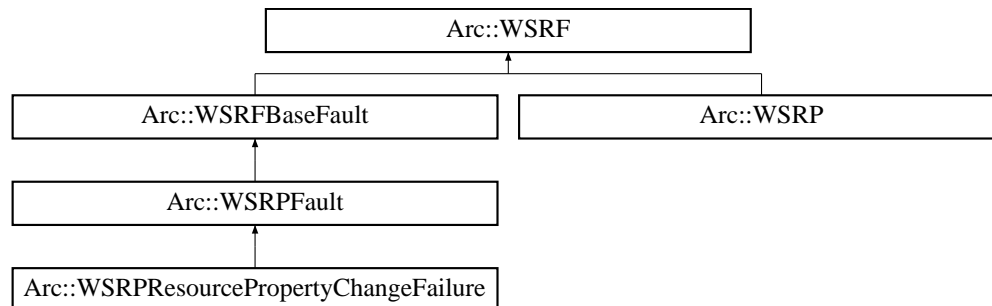 Arc::WSRF
Arc::WSRFBaseFault
Arc::WSRP
Arc::WSRPFault
Arc::WSRPResourcePropertyChangeFailure